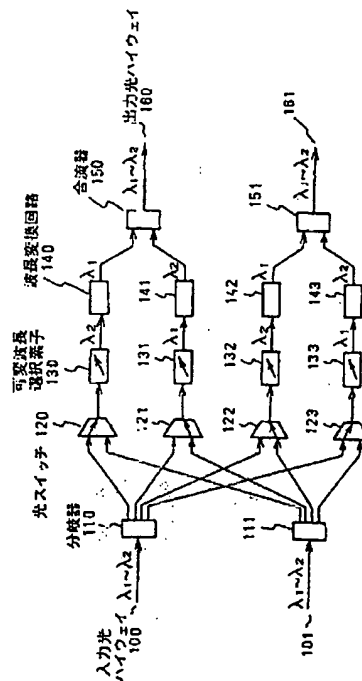 入力光
ハイウェイ
100
λ1~λ2
分岐器
110
光スイッチ
120
可変波長
選択素子
130
λ2
波長変換回路
140
λ1
合流器
150
λ1~λ2
出力光ハイウェイ
160
121
131
λ1
141
λ2
101
λ1~λ2
111
122
132
λ2
142
λ1
151
λ1~λ2
161
123
133
λ1
143
λ2